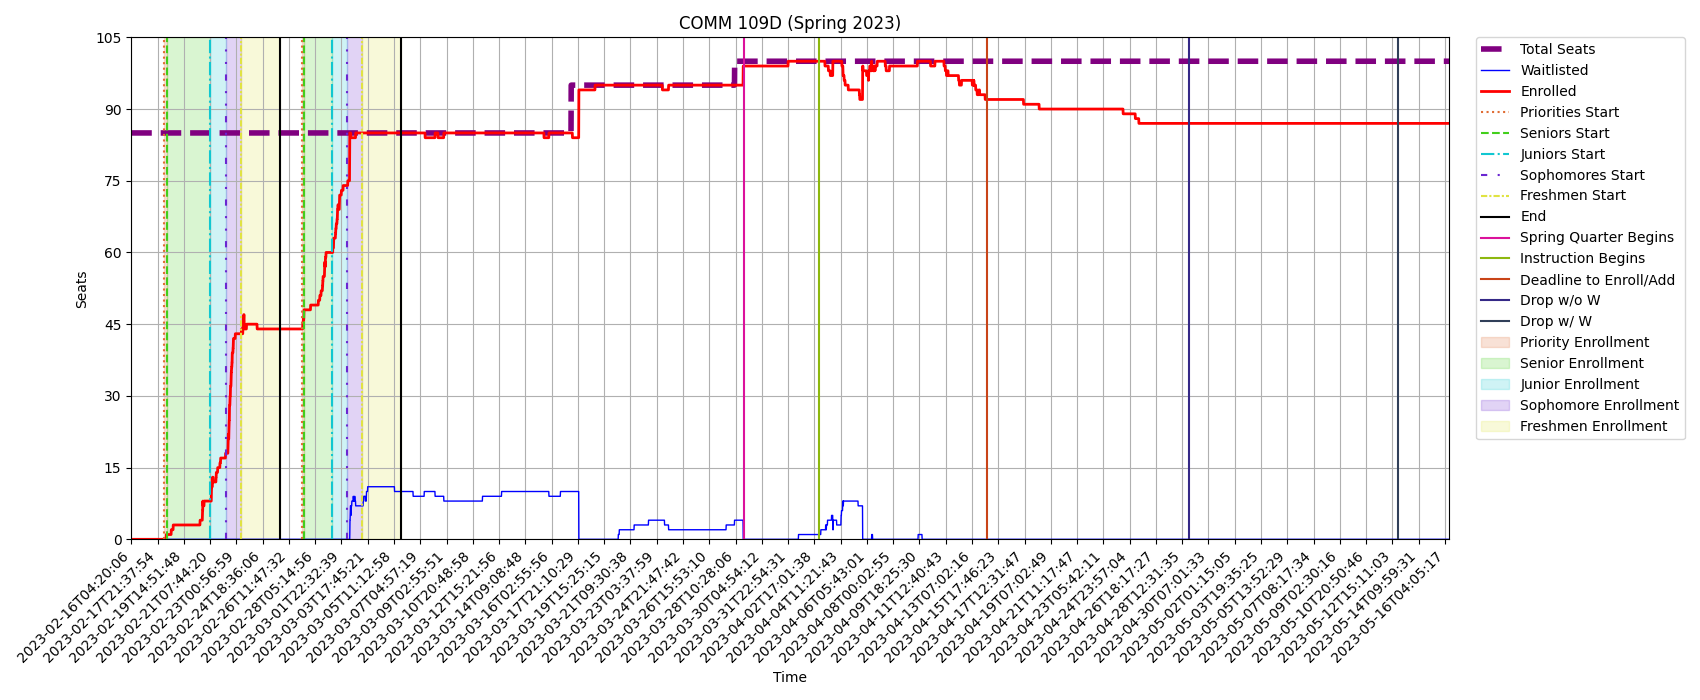 COMM 109D (Spring 2023)
105
90
75
60
45
30
15
0
Seats
2023-02-16T04:20:06
2023-02-17T21:37:54
2023-02-19T14:51:48
2023-02-21T07:44:20
2023-02-23T00:56:59
2023-02-24T18:36:06
2023-02-26T11:47:32
2023-02-28T05:14:56
2023-03-01T22:32:39
2023-03-03T17:45:21
2023-03-05T11:12:58
2023-03-07T04:57:19
2023-03-09T02:55:51
2023-03-10T20:48:58
2023-03-12T15:21:56
2023-03-14T09:08:48
2023-03-16T02:55:56
2023-03-17T21:10:29
2023-03-19T15:25:15
2023-03-21T09:30:38
2023-03-23T03:37:59
2023-03-24T21:47:42
2023-03-26T15:53:10
2023-03-28T10:28:06
2023-03-30T04:54:12
2023-03-31T22:54:31
2023-04-02T17:01:38
2023-04-04T11:21:43
2023-04-06T05:43:01
2023-04-08T00:02:55
2023-04-09T18:25:30
2023-04-11T12:40:43
2023-04-13T07:02:16
2023-04-15T17:46:23
2023-04-17T12:31:47
2023-04-19T07:02:49
2023-04-21T11:17:47
2023-04-23T05:42:11
2023-04-24T23:57:04
2023-04-26T18:17:27
2023-04-28T12:31:35
2023-04-30T07:01:33
2023-05-02T01:15:05
2023-05-03T19:35:25
2023-05-05T13:52:29
2023-05-07T08:17:34
2023-05-09T02:30:16
2023-05-10T20:50:46
2023-05-12T15:11:03
2023-05-14T09:59:31
2023-05-16T04:05:17
Time
Total Seats
Waitlisted
Enrolled
Priorities Start
Seniors Start
Juniors Start
Sophomores Start
Freshmen Start
End
Spring Quarter Begins
Instruction Begins
Deadline to Enroll/Add
Drop w/o W
Drop w/ W
Priority Enrollment
Senior Enrollment
Junior Enrollment
Sophomore Enrollment
Freshmen Enrollment